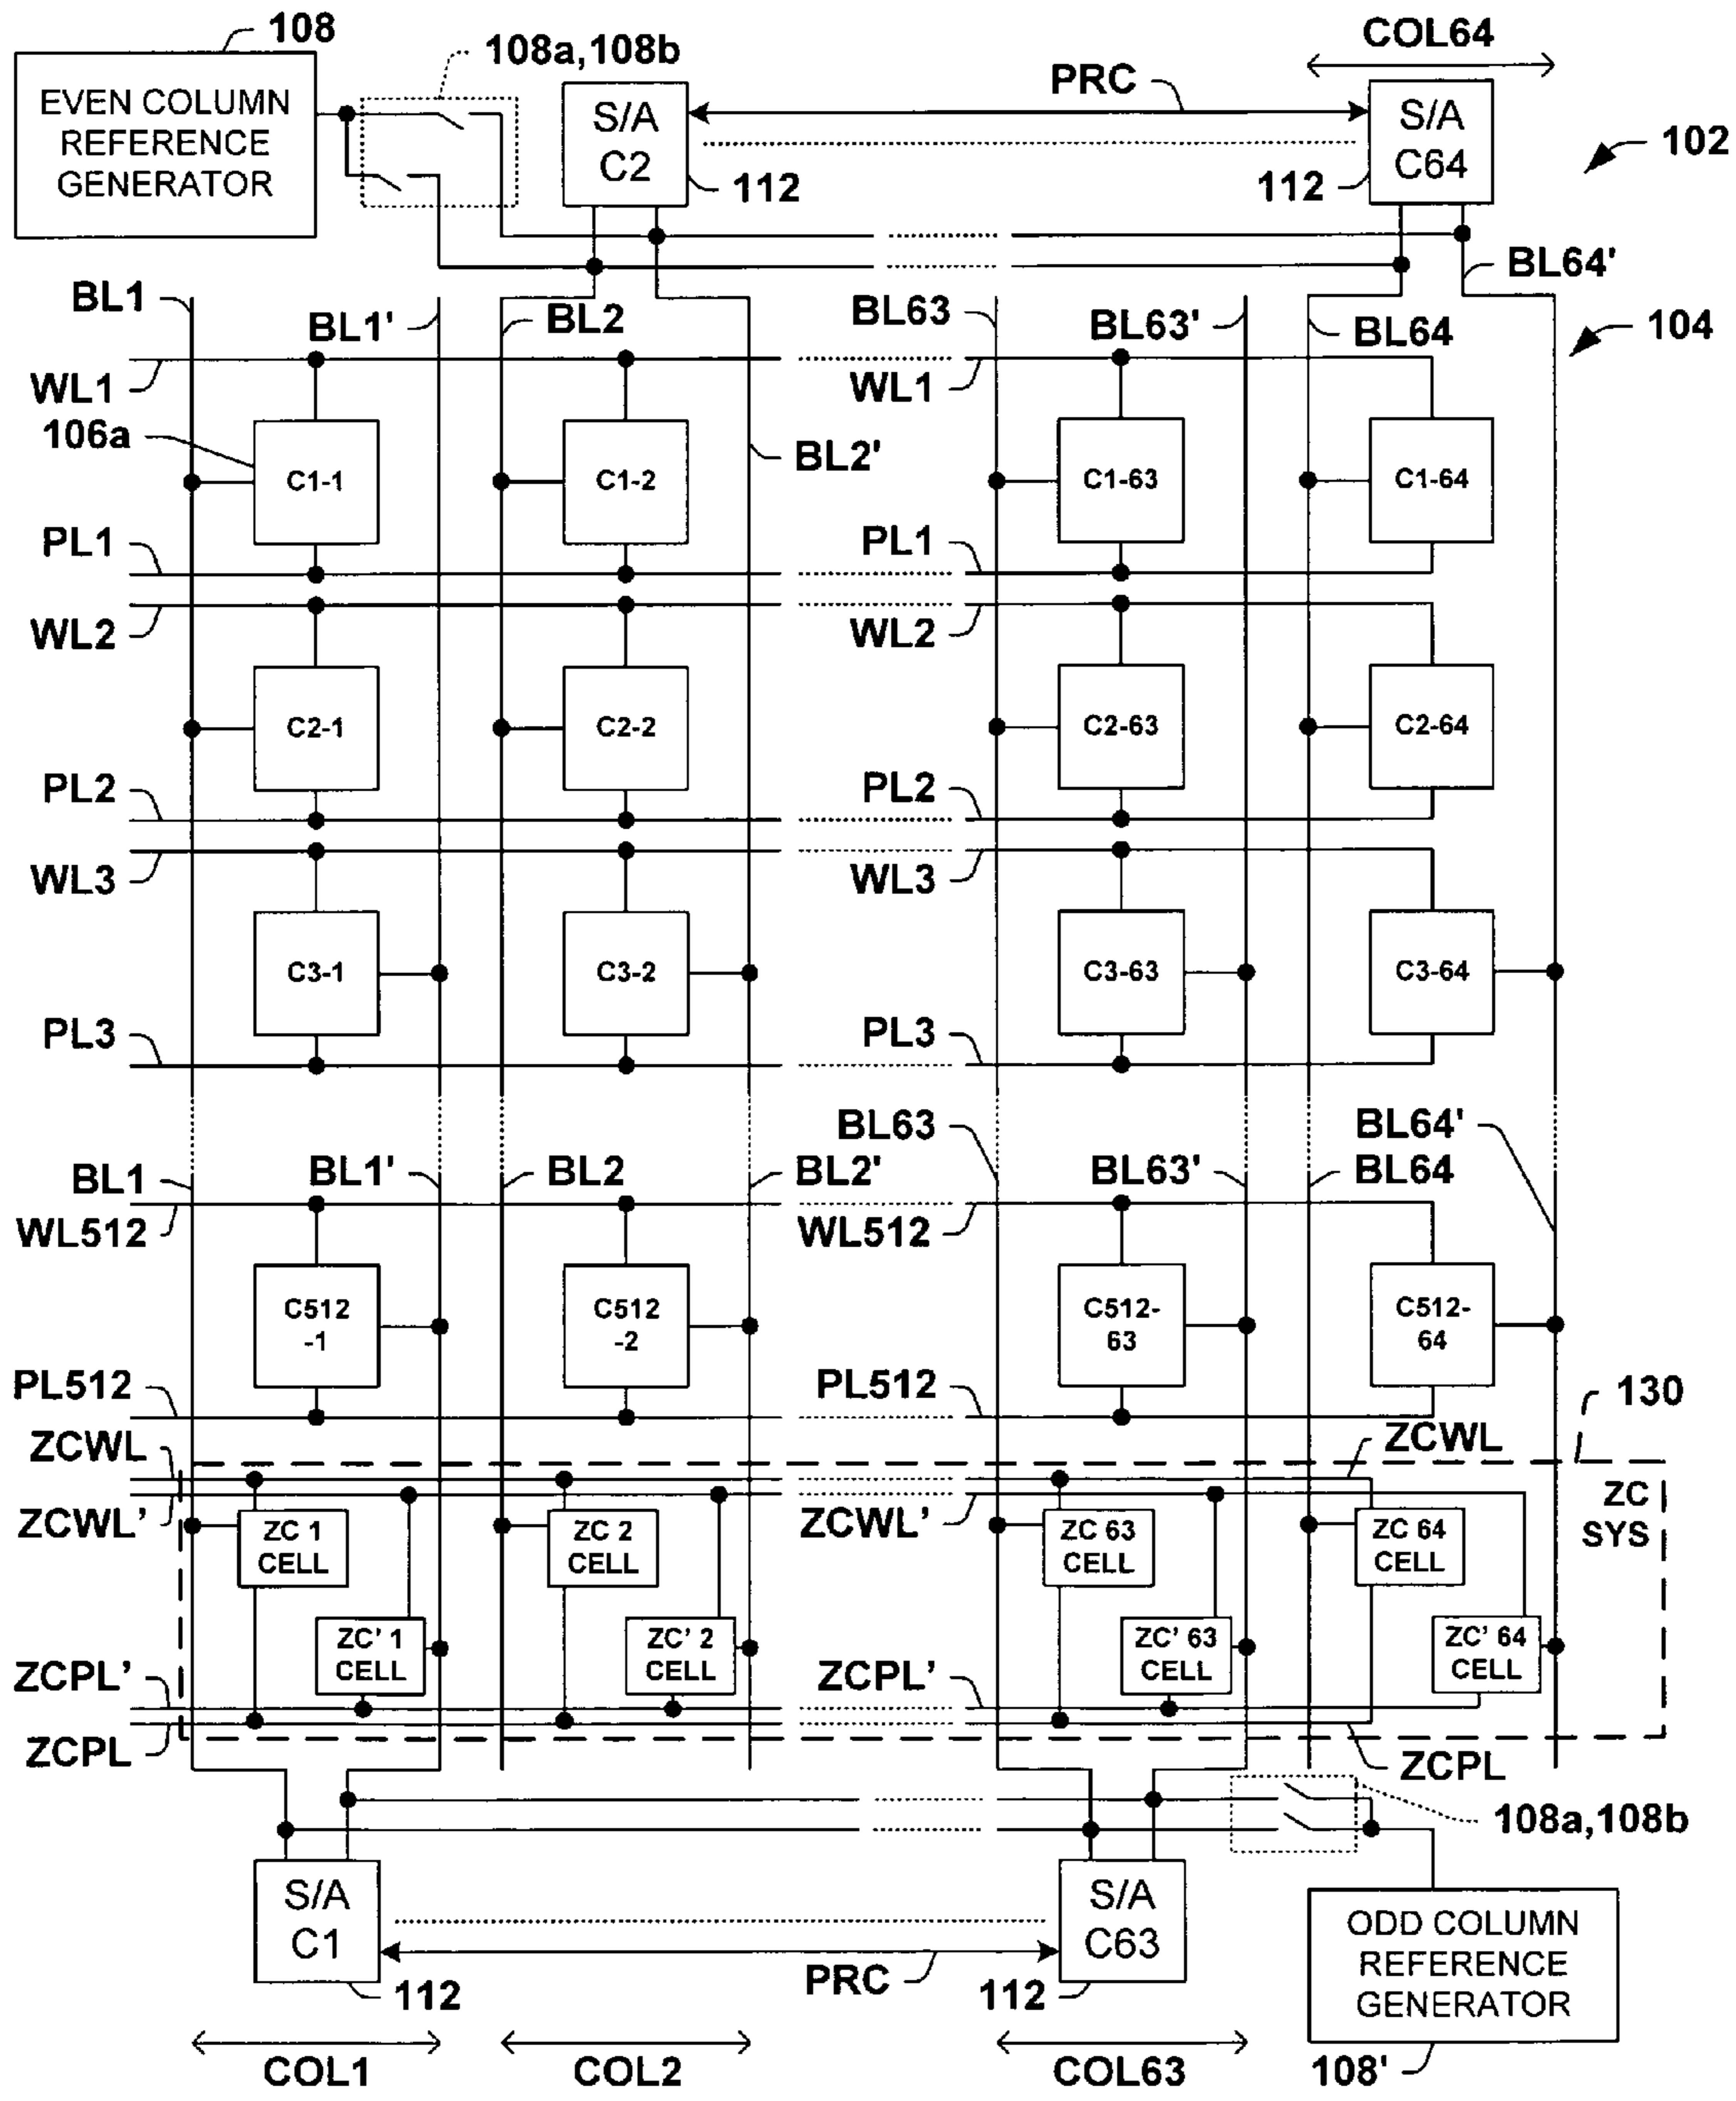 108
108a,108b
COL64
EVEN COLUMN
REFERENCE
GENERATOR
S/A
C2
PRC
S/A
C64
102
112
112
BL64'
BL1
BL1'
BL2
BL63
BL63'
BL64
104
WL1
WL1
106a
BL2'
C1-1
C1-2
C1-63
C1-64
PL1
PL1
WL2
WL2
C2-1
C2-2
C2-63
C2-64
PL2
PL2
WL3
WL3
C3-1
C3-2
C3-63
C3-64
PL3
PL3
BL63
BL64'
BL1
BL1'
BL2
BL2'
BL63'
BL64
WL512
WL512
C512
-1
C512
-2
C512-
63
C512-
64
PL512
PL512
130
ZCWL
ZCWL
ZCWL’
ZCWL’
ZC
SYS
ZC 1
CELL
ZC 2
CELL
ZC 63
CELL
ZC 64
CELL
ZC’ 1
CELL
ZC’ 2
CELL
ZC’ 63
CELL
ZC’ 64
CELL
ZCPL’
ZCPL’
ZCPL
ZCPL
108a,108b
S/A
C1
S/A
C63
PRC
112
112
ODD COLUMN
REFERENCE
GENERATOR
COL1
COL2
COL63
108'